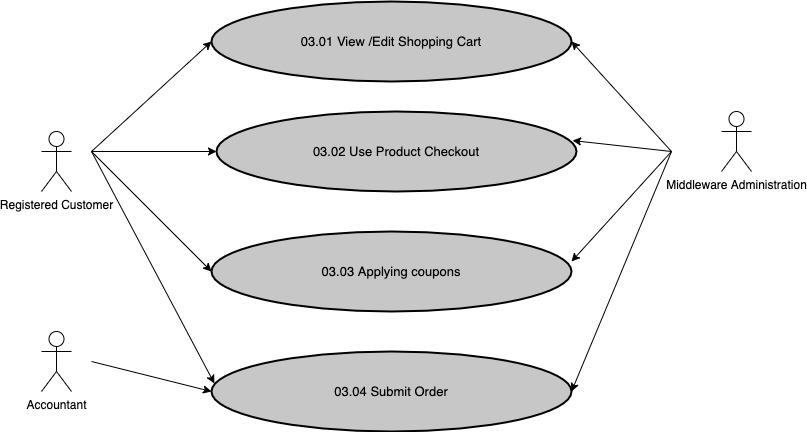 03.01 View /Edit Shopping Cart
03.02 Use Product Checkout
Middleware Administration
Registered Customer
03.03 Applying coupons
03.04 Submit Order
Accountant